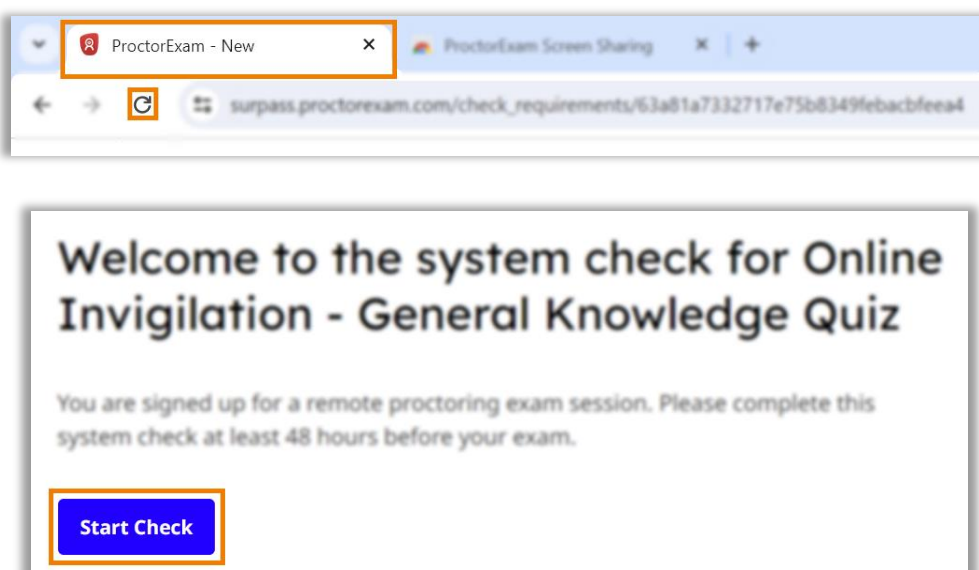 ProctorExam - New
ProctorExam Screen Sharing
surpass.proctorexam.com/check_requirements/63a81a7332717e75b8349febacbfeea4
Welcome to the system check for Online
Invigilation - General Knowledge Quiz
You are signed up for a remote proctoring exam session. Please complete this
system check at least 48 hours before your exam.
Start Check